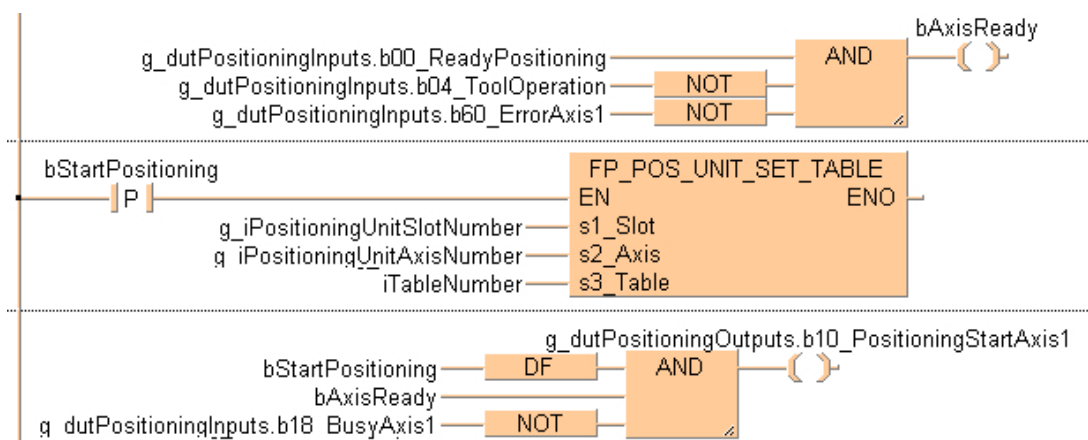 bAxisReady
g_dutPositioningInputs.b00_ReadyPositioning
AND
g_dutPositioningInputs.b04_ToolOperation
NOT
g_dutPositioningInputs.b60_ErrorAxis1
NOT
bStartPositioning
P
FP_POS_UNIT_SET_TABLE
EN
ENO
g_iPositioningUnitSlotNumber
s1_Slot
g_iPositioningUnitAxisNumber
s2_Axis
iTableNumber
s3_Table
g_dutPositioningOutputs.b10_PositioningStartAxis1
bStartPositioning
DF
AND
bAxisReady
g_dutPositioningInputs.b18_BusyAxis1
NOT